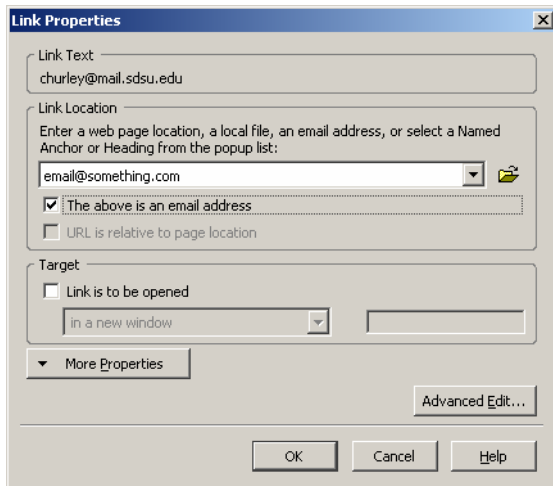 Link Properties
Link Text
churley@mail.sdsu.edu
Link Location
Enter a web page location, a local file, an email address, or select a Named
Anchor or Heading from the popup list:
email@something.com
The above is an email address
URL is relative to page location
Target
Link is to be opened
in a new window
More Properties
Advanced Edit...
OK Cancel Help